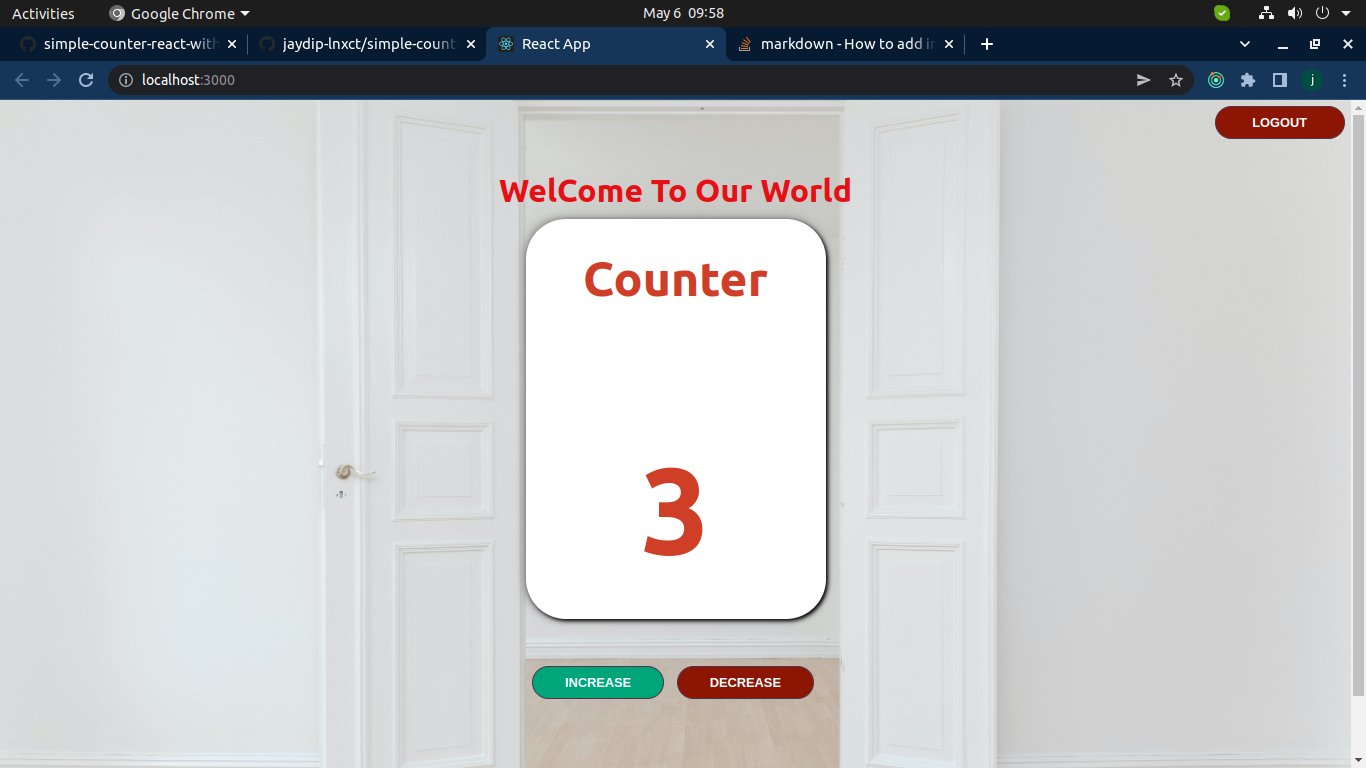 Activities
Google Chrome
May 6 09:58
simple-counter-react-with
jaydip-lnxct/simple-count
React App
markdown - How to add in
localhost:3000
j
LOGOUT
WelCome To Our World
Counter
3
INCREASE
DECREASE